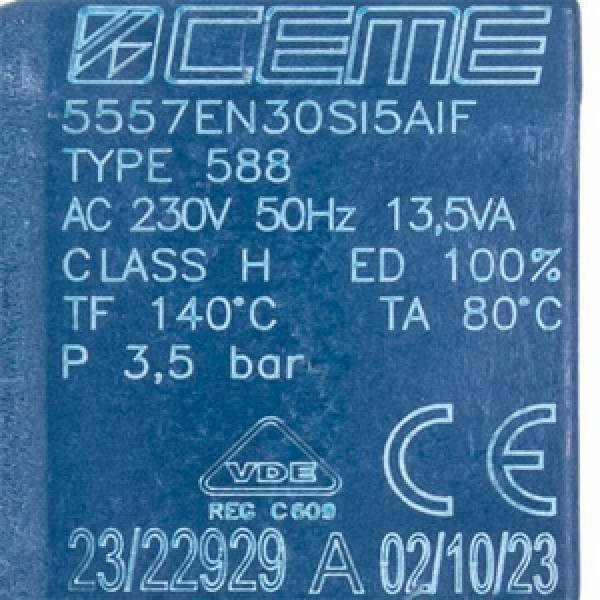 CEME
5557EN30SI5AIF
TYPE 588
AC 230V 50Hz 13,5VA
CLASS H ED 100%
TF 140°C TA 80°C
P 3,5 bar
CE
VDE
REG C609
23/22929 A 02/10/23